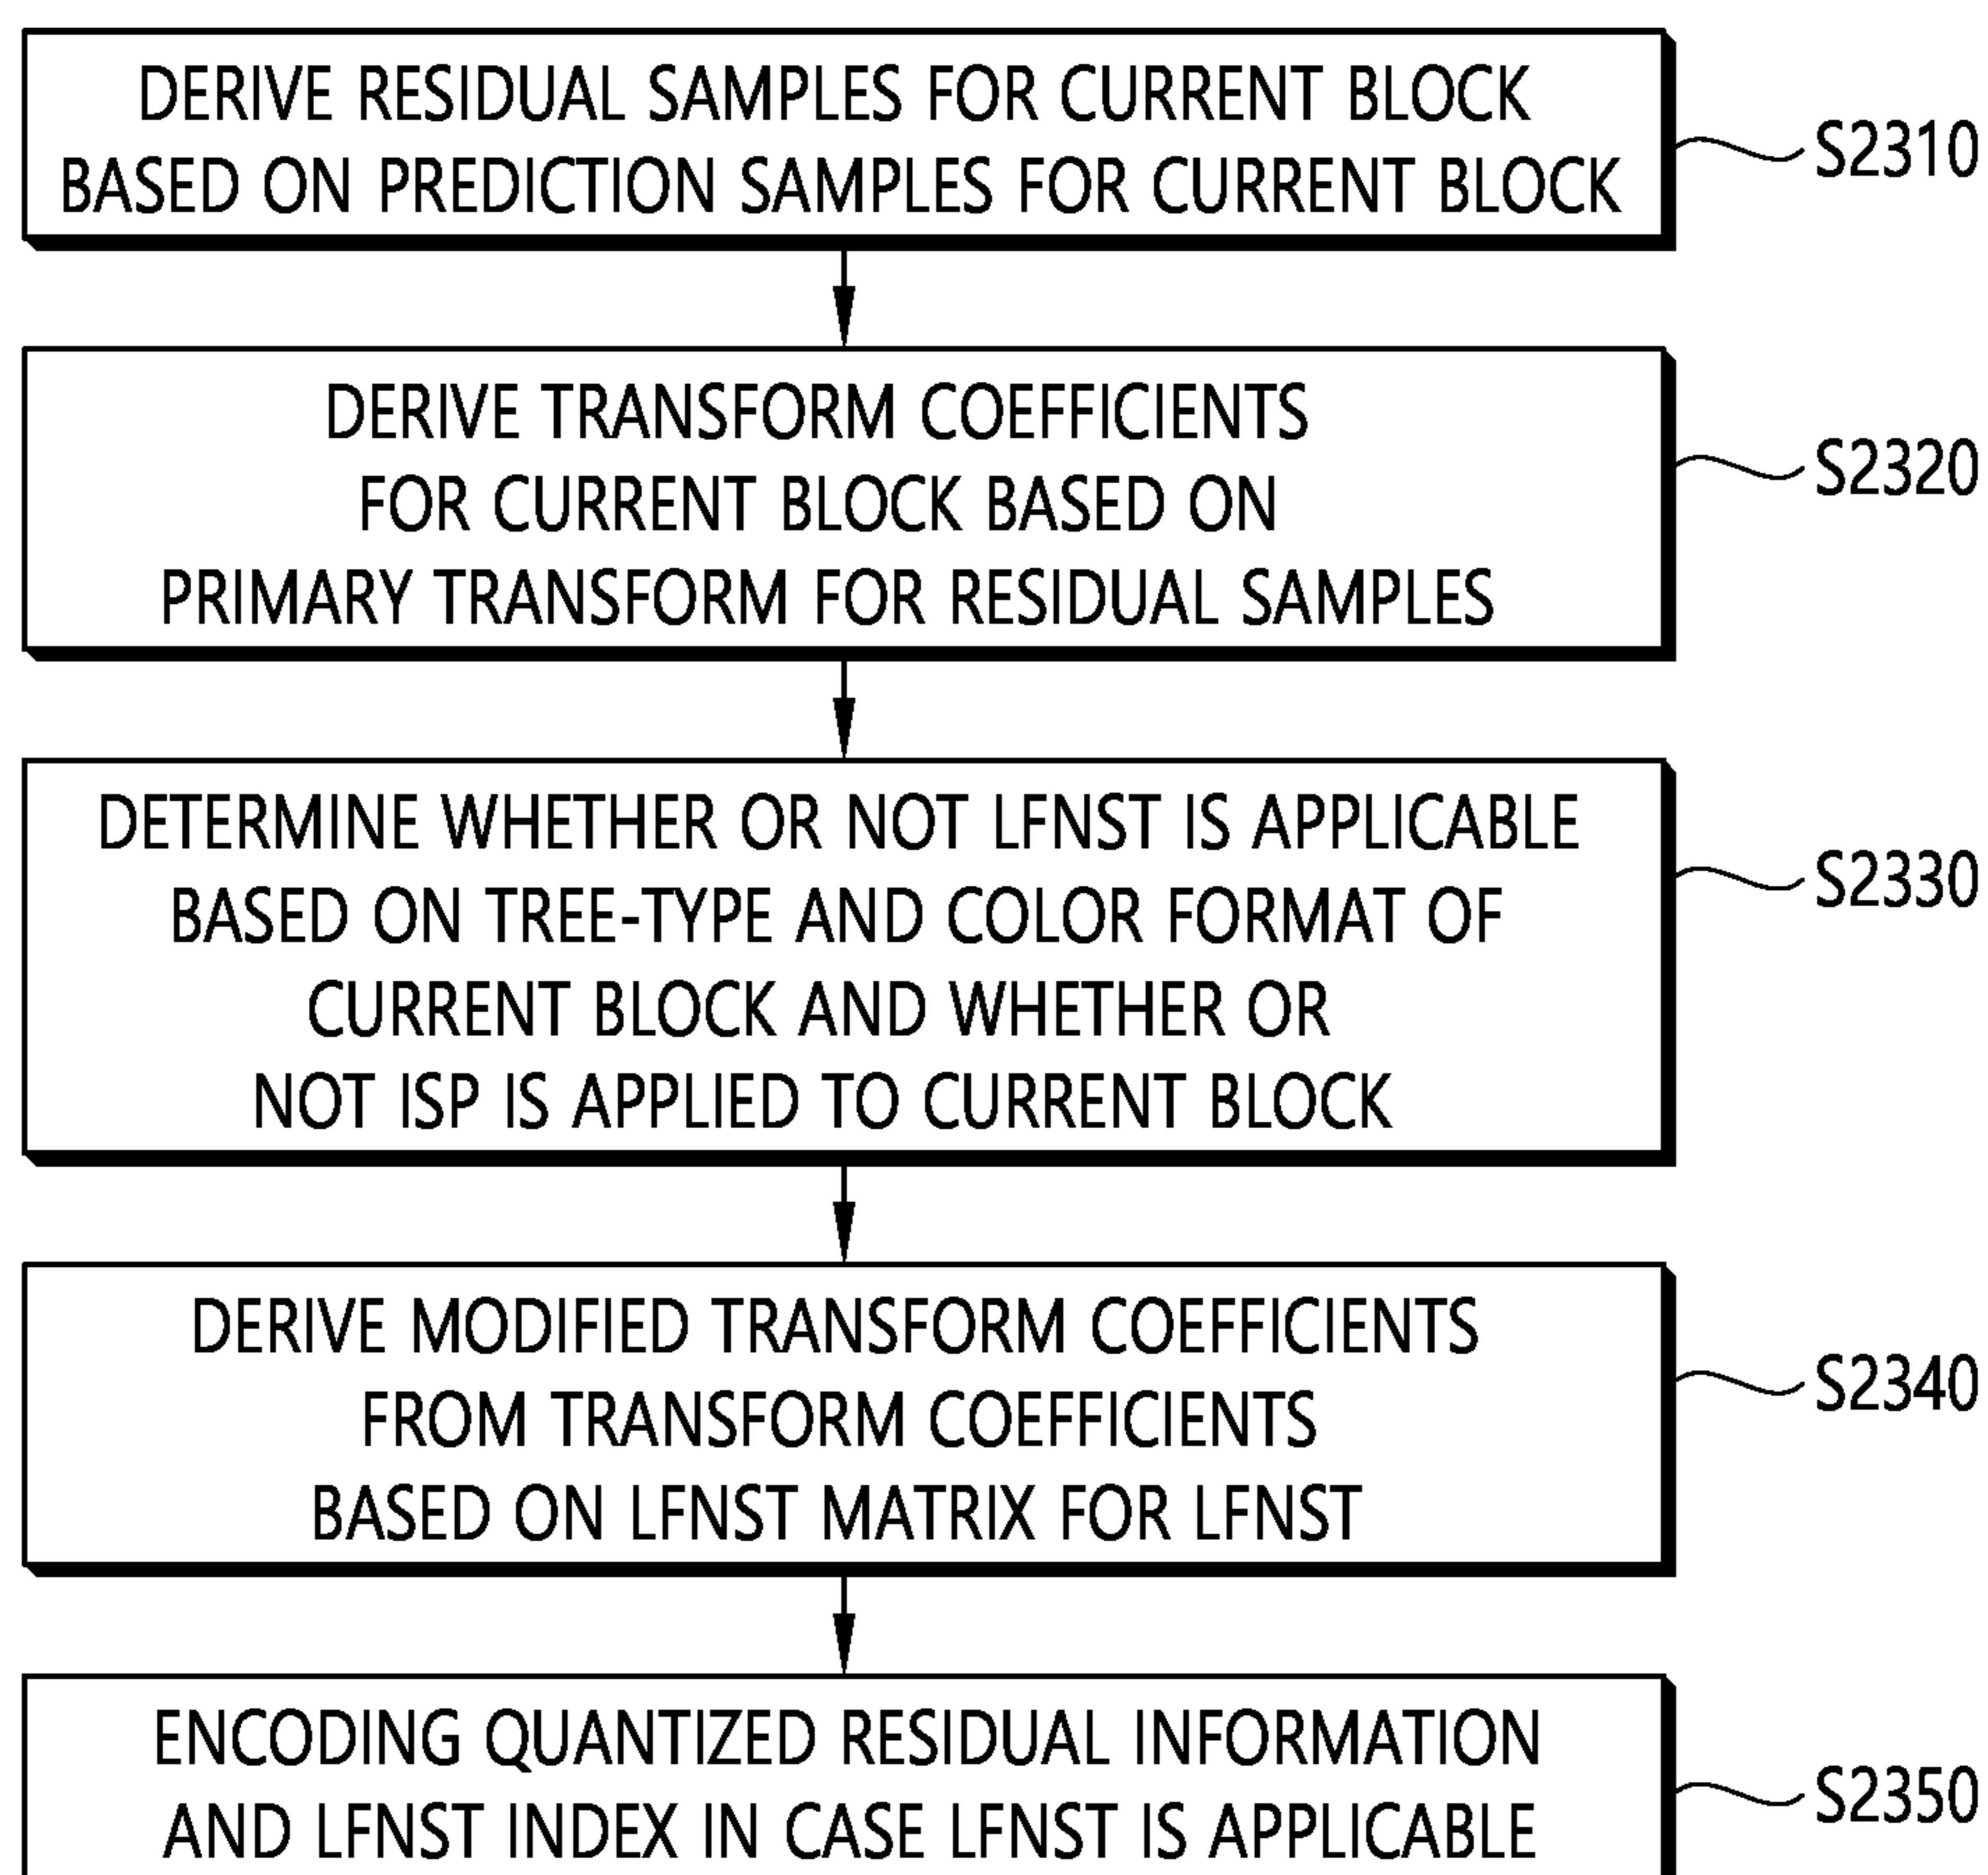 DERIVE RESIDUAL SAMPLES FOR CURRENT BLOCK
BASED ON PREDICTION SAMPLES FOR CURRENT BLOCK
S2310
DERIVE TRANSFORM COEFFICIENTS
FOR CURRENT BLOCK BASED ON
PRIMARY TRANSFORM FOR RESIDUAL SAMPLES
S2320
DETERMINE WHETHER OR NOT LFNST IS APPLICABLE
BASED ON TREE-TYPE AND COLOR FORMAT OF
CURRENT BLOCK AND WHETHER OR
NOT ISP IS APPLIED TO CURRENT BLOCK
S2330
DERIVE MODIFIED TRANSFORM COEFFICIENTS
FROM TRANSFORM COEFFICIENTS
BASED ON LFNST MATRIX FOR LFNST
S2340
ENCODING QUANTIZED RESIDUAL INFORMATION
AND LFNST INDEX IN CASE LFNST IS APPLICABLE
S2350